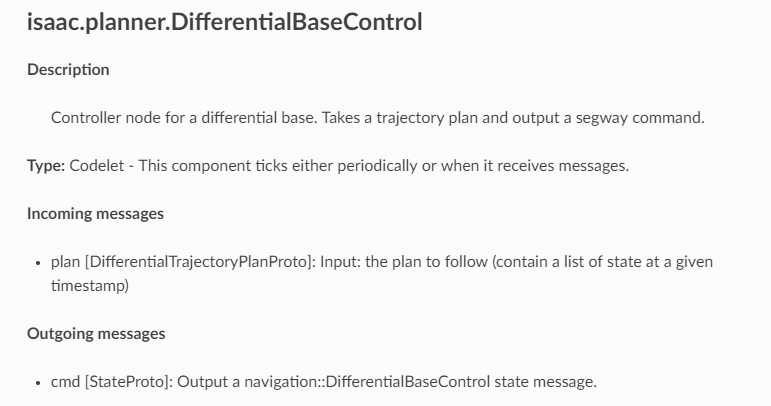 isaac.planner.DifferentialBaseControl
Description
Controller node for a differential base. Takes a trajectory plan and output a segway command.
Type: Codelet - This component ticks either periodically or when it receives messages.
Incoming messages
• plan [DifferentialTrajectoryPlanProto]: Input: the plan to follow (contain a list of state at a given
timestamp)
Outgoing messages
• cmd [StateProto]: Output a navigation::DifferentialBaseControl state message.